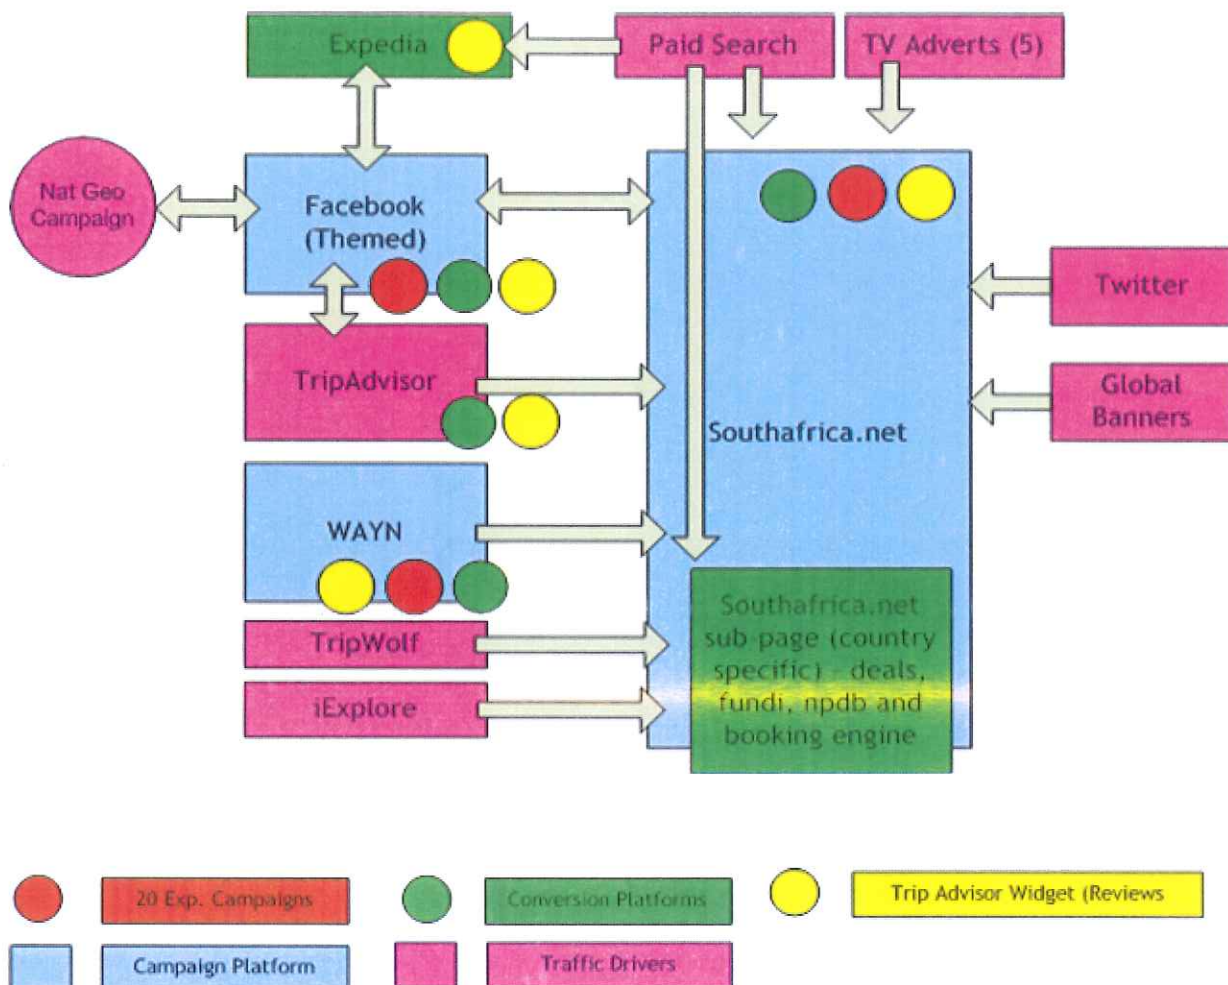 Expedia
Paid Search
TV Adverts (5)
Nat Geo
Campaign
Facebook
(Themed)
Twitter
TripAdvisor
Global
Banners
Southafrica.net
WAYN
Southafrica.net
sub-page (country
specific) - deals,
fundi, npdb and
booking engine
TripWolf
iExplore
20 Exp. Campaigns
Conversion Platforms
Trip Advisor Widget (Reviews
Campaign Platform
Traffic Drivers